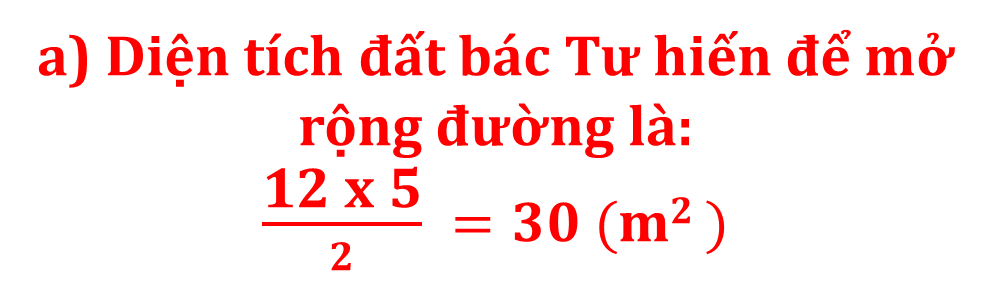 a) Diện tích đất bác Tư hiến để mở
rộng đường là:
12 x 5
2
= 30 (m² )